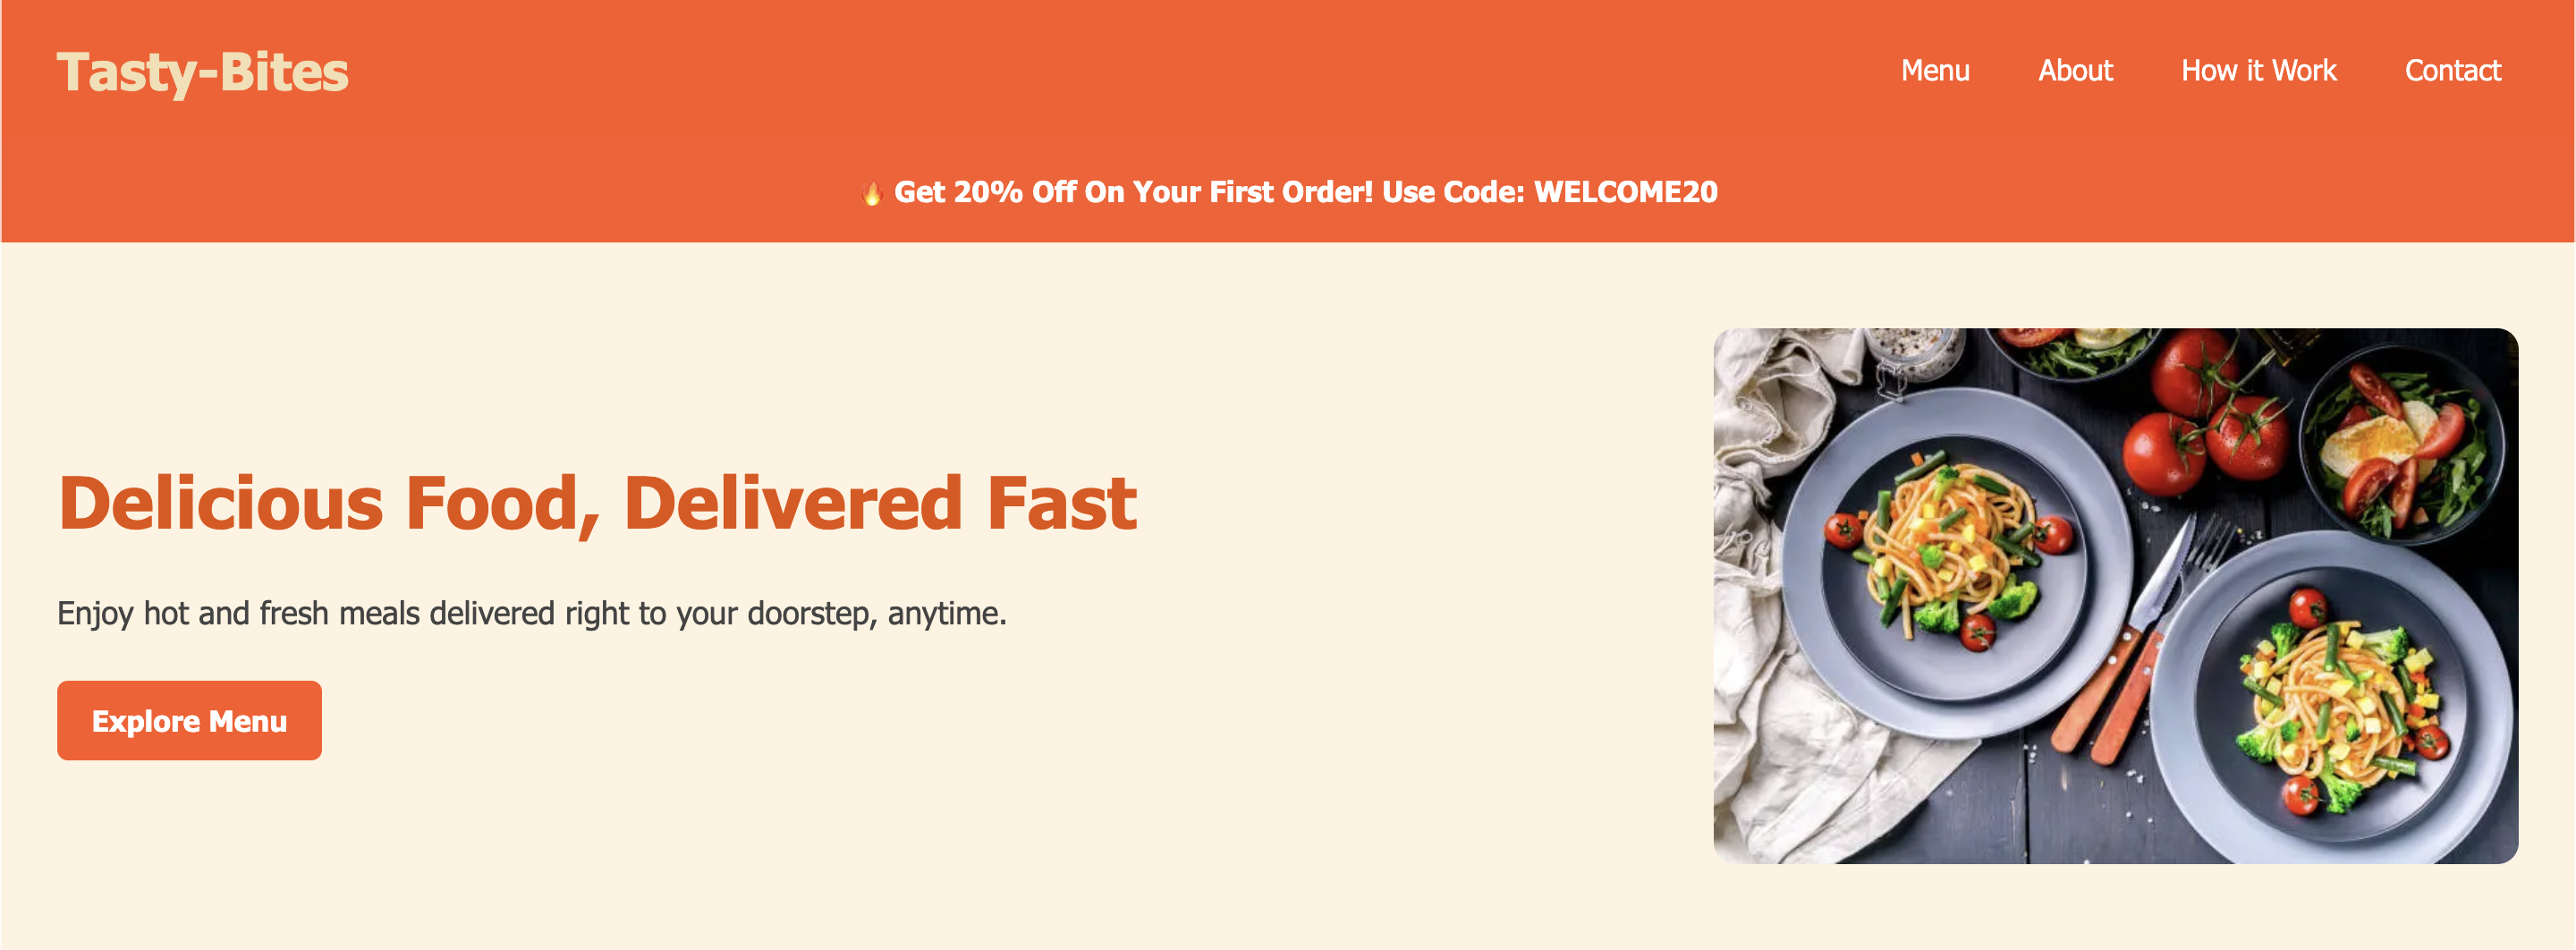 Tasty-Bites
Menu About How it Work Contact
🔥 Get 20% Off On Your First Order! Use Code: WELCOME20
Delicious Food, Delivered Fast
Enjoy hot and fresh meals delivered right to your doorstep, anytime.
Explore Menu